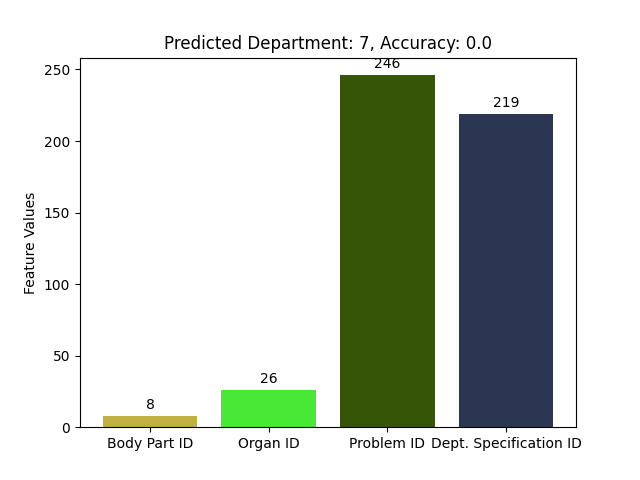 Predicted Department: 7, Accuracy: 0.0
250
200
150
100
50
0
Feature Values
8
26
246
219
Body Part ID
Organ ID
Problem ID
Dept. Specification ID